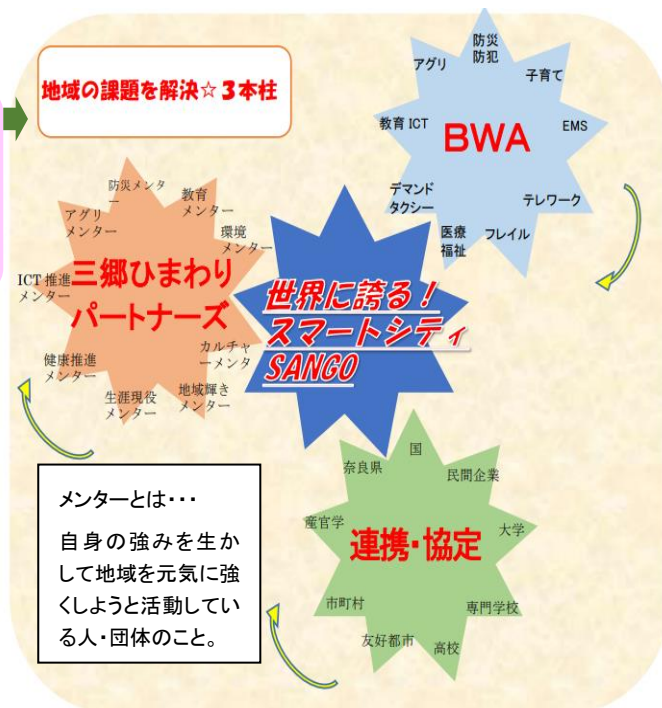 地域の課題を解決☆３本柱
防災
防犯
アグリ
子育て
教育 ICT
EMS
BWA
デマンド
タクシー
テレワーク
医療
福祉
フレイル
防災メンタ
ー
教育
メンター
アグリ
メンター
環境
メンター
ICT 推進
メンター
三郷ひまわり
パートナーズ
カルチャ
ーメンタ
健康推進
メンター
生涯現役
メンター
地域輝き
メンター
世界に誇る！
スマートシティ
SANGO
国
奈良県
民間企業
産官学
大学
連携・協定
市町村
専門学校
友好都市
高校
メンターとは・・・
自身の強みを生か
して地域を元気に強
くしようと活動してい
る人・団体のこと。